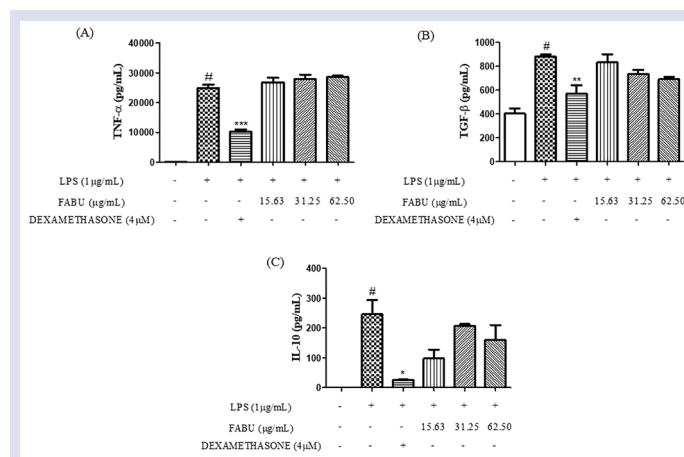 (A)
TNF-α (pg/mL)
40000
30000
20000
10000
0
#
***
LPS (1μg/mL) - + + + + +
FABU (μg/mL) - - - 15.63 31.25 62.50
DEXAMETHASONE (4μM) - - + - - -
(B)
TGF-β (pg/mL)
1000
800
600
400
200
0
#
**
LPS (1μg/mL) - + + + + +
FABU (μg/mL) - - - 15.63 31.25 62.50
DEXAMETHASONE (4μM) - - + - - -
(C)
IL-10 (pg/mL)
400
300
200
100
0
#
*
LPS (1μg/mL) - + + + + +
FABU (μg/mL) - - - 15.63 31.25 62.50
DEXAMETHASONE (4μM) - - + - - -